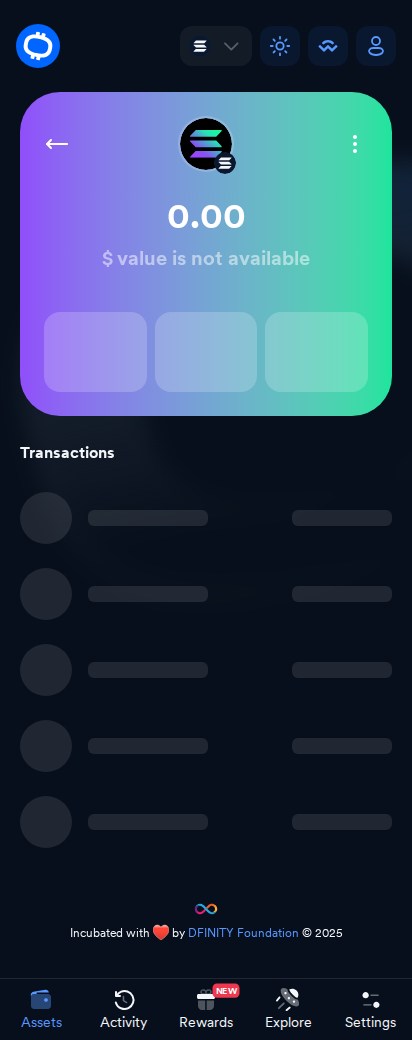 0.00
$ value is not available
Transactions
Incubated with ❤️ by DFINITY Foundation © 2025
NEW
Assets
Activity
Rewards
Explore
Settings